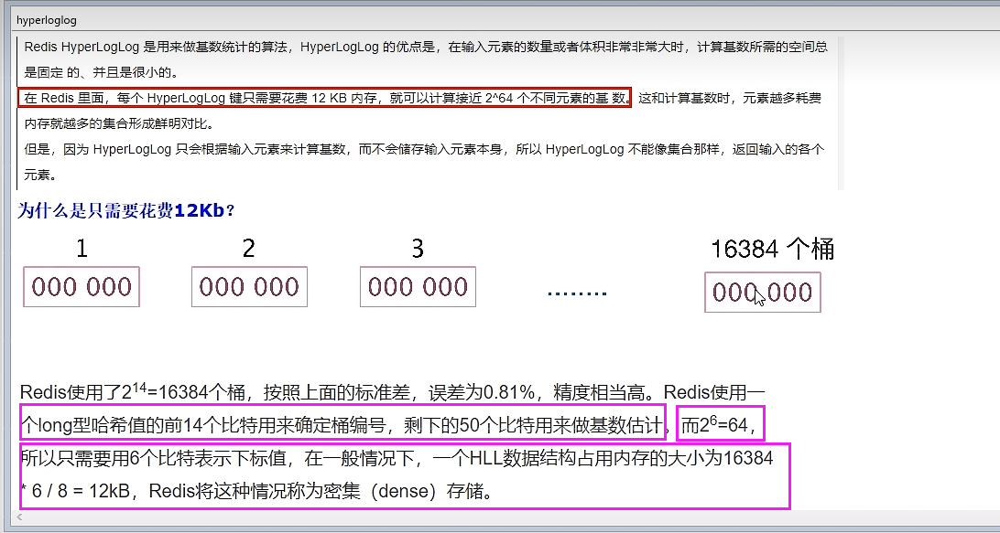 hyperloglog
Redis HyperLogLog 是用来做基数统计的算法，HyperLogLog 的优点是，在输入元素的数量或者体积非常非常大时，计算基数所需的空间总
是固定 的、并且是很小的。
在 Redis 里面，每个 HyperLogLog 键只需要花费 12 KB 内存，就可以计算接近 2^64 个不同元素的基 数。这和计算基数时，元素越多耗费
内存就越多的集合形成鲜明对比。
但是，因为 HyperLogLog 只会根据输入元素来计算基数，而不会储存输入元素本身，所以 HyperLogLog 不能像集合那样，返回输入的各个
元素。
为什么是只需要花费12Kb？
1 2 3 16384 个桶
000 000 000 000 000 000 ........ 000 000
Redis使用了2¹⁴=16384个桶，按照上面的标准差，误差为0.81%，精度相当高。Redis使用一
个long型哈希值的前14个比特用来确定桶编号，剩下的50个比特用来做基数估计，而2⁶=64，
所以只需要用6个比特表示下标值，在一般情况下，一个HLL数据结构占用内存的大小为16384
* 6 / 8 = 12kB，Redis将这种情况称为密集（dense）存储。